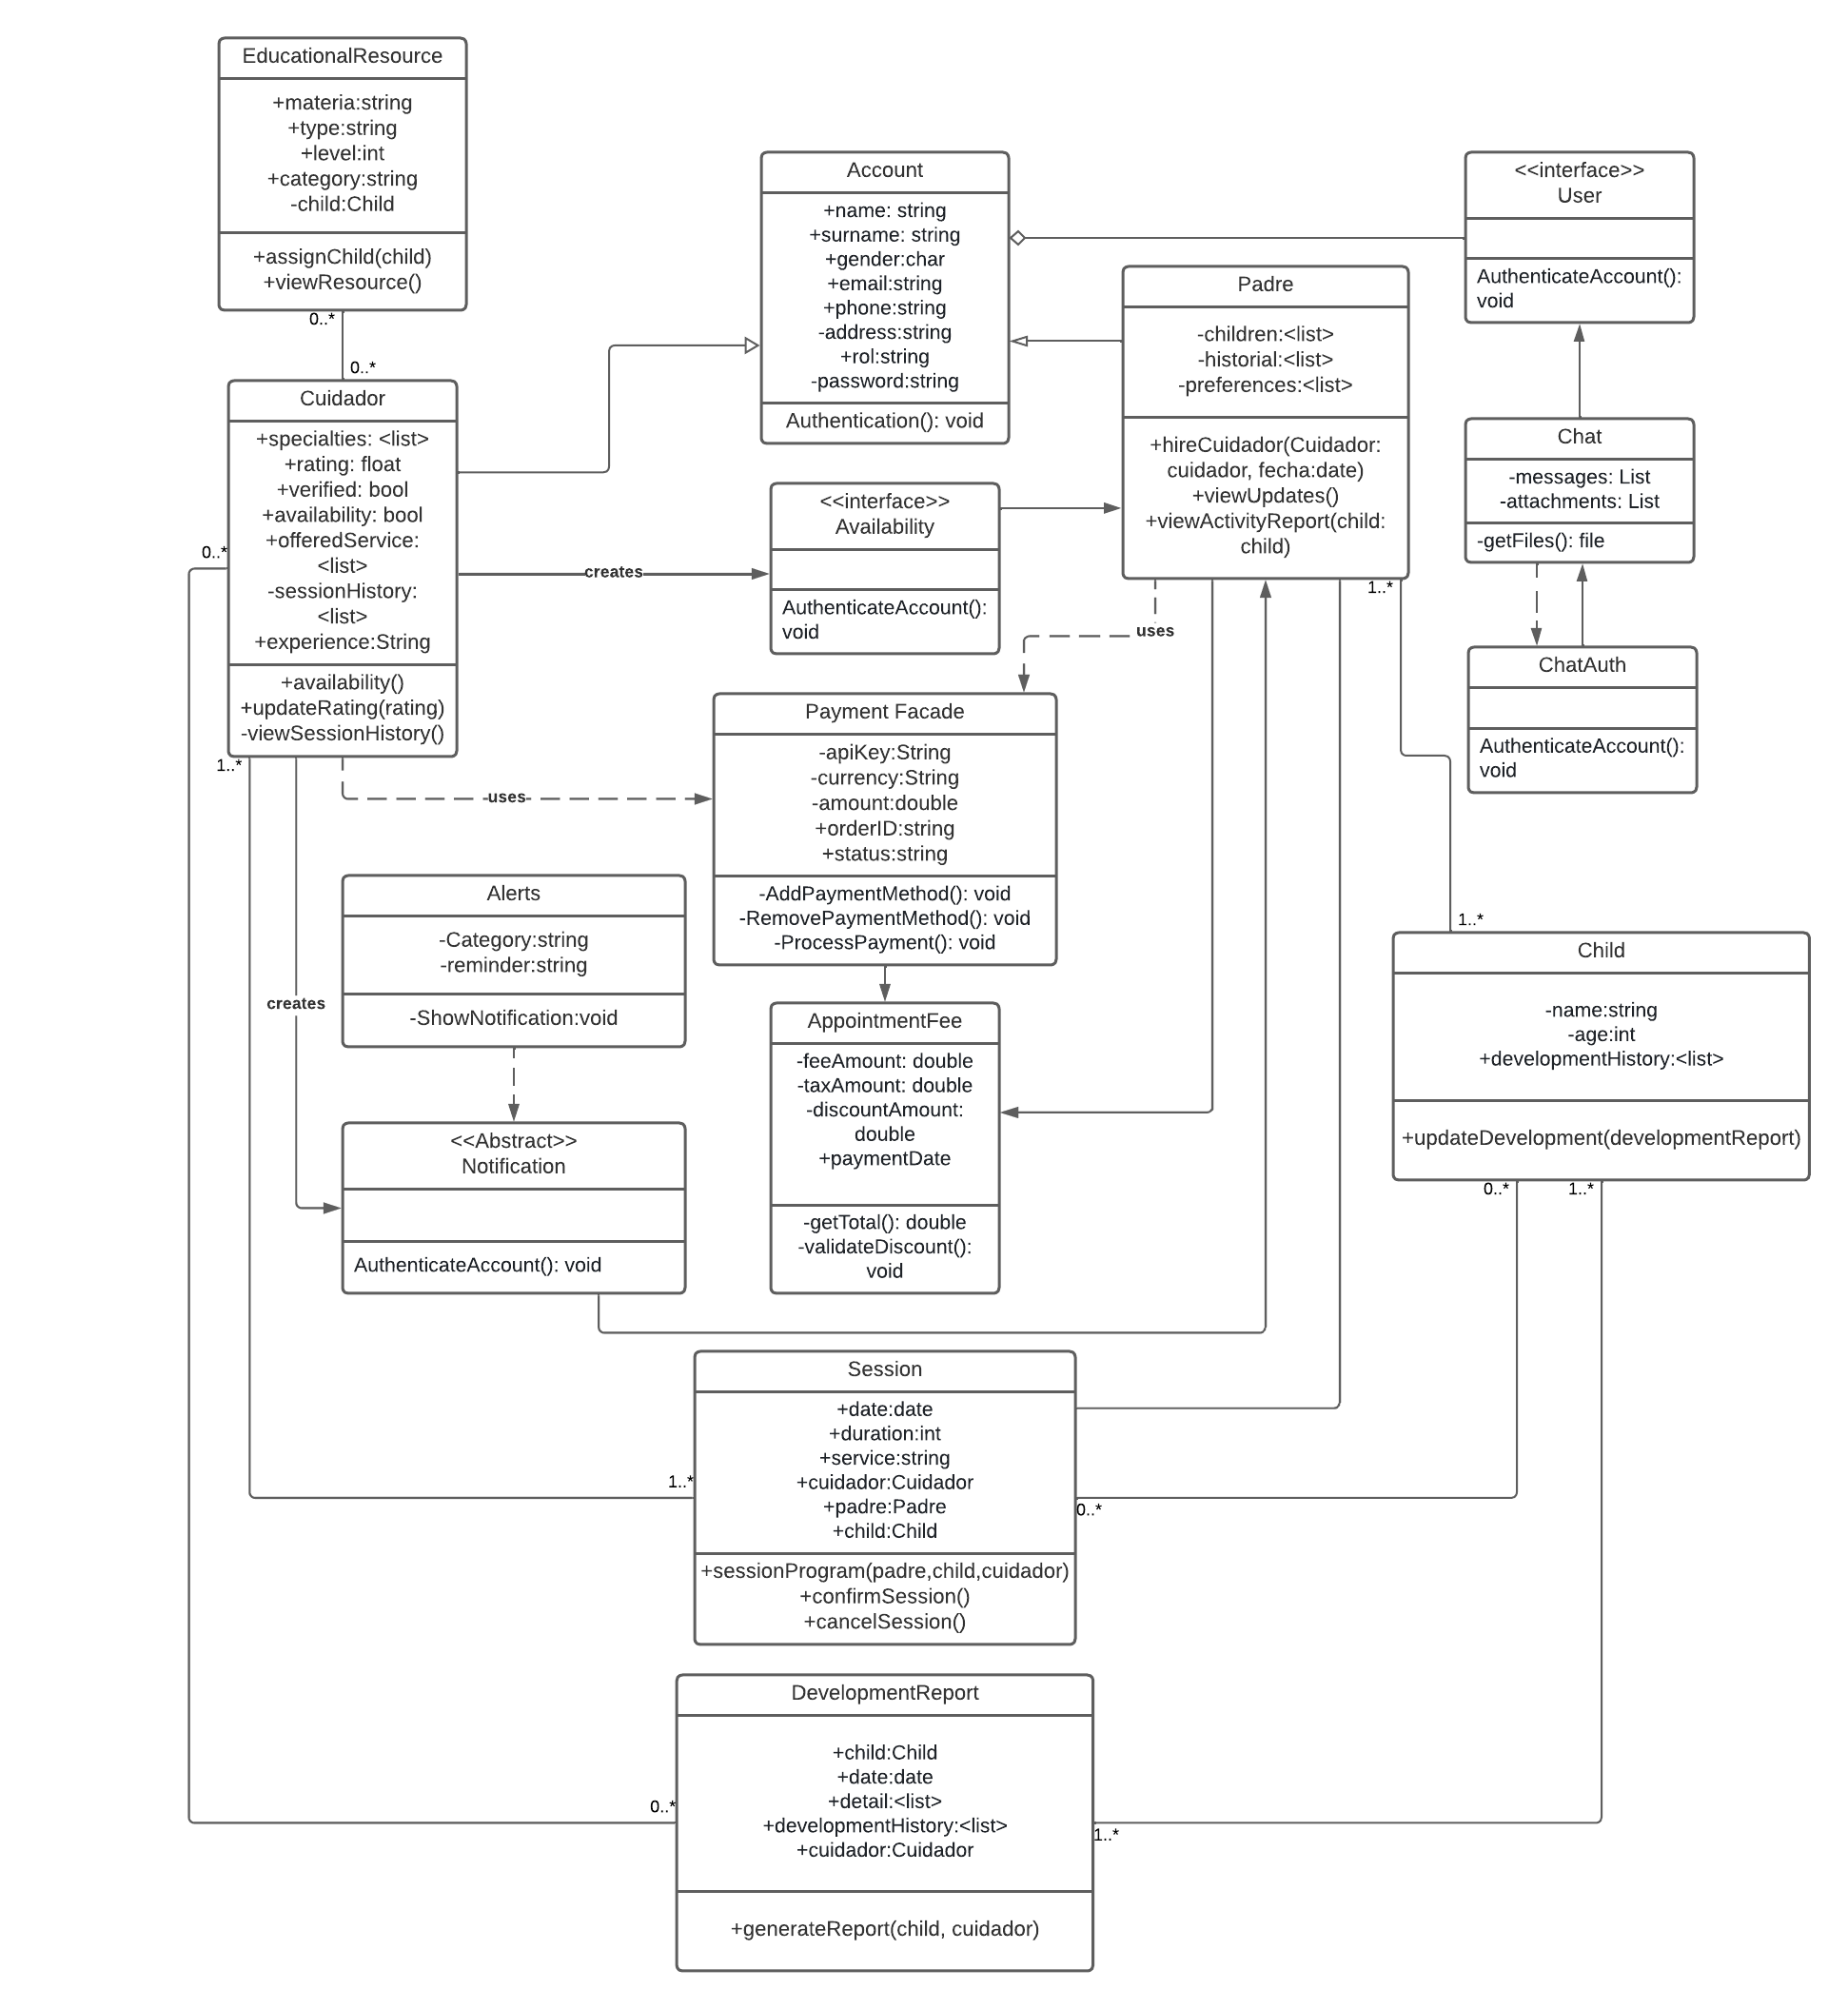 EducationalResource
+materia:string
+type:string
+level:int
+category:string
-child:Child
+assignChild(child)
+viewResource()
0..*
0..*
Cuidador
+specialties: <list>
+rating: float
+verified: bool
+availability: bool
+offeredService:
<list>
-sessionHistory:
<list>
+experience:String
+availability()
+updateRating(rating)
-viewSessionHistory()
0..*
1..*
Account
+name: string
+surname: string
+gender:char
+email:string
+phone:string
-address:string
+rol:string
-password:string
Authentication(): void
<<interface>>
User
AuthenticateAccount():
void
Padre
-children:<list>
-historial:<list>
-preferences:<list>
+hireCuidador(Cuidador:
cuidador, fecha:date)
+viewUpdates()
+viewActivityReport(child:
child)
1..*
Chat
-messages: List
-attachments: List
-getFiles(): file
<<interface>>
Availability
AuthenticateAccount():
void
creates
uses
ChatAuth
AuthenticateAccount():
void
Payment Facade
-apiKey:String
-currency:String
-amount:double
+orderID:string
+status:string
-AddPaymentMethod(): void
-RemovePaymentMethod(): void
-ProcessPayment(): void
uses
Alerts
-Category:string
-reminder:string
-ShowNotification:void
creates
AppointmentFee
-feeAmount: double
-taxAmount: double
-discountAmount:
double
+paymentDate
-getTotal(): double
-validateDiscount():
void
1..*
Child
-name:string
-age:int
+developmentHistory:<list>
+updateDevelopment(developmentReport)
0..*
1..*
<<Abstract>>
Notification
AuthenticateAccount(): void
Session
+date:date
+duration:int
+service:string
+cuidador:Cuidador
+padre:Padre
+child:Child
+sessionProgram(padre,child,cuidador)
+confirmSession()
+cancelSession()
1..*
0..*
DevelopmentReport
+child:Child
+date:date
+detail:<list>
+developmentHistory:<list>
+cuidador:Cuidador
+generateReport(child, cuidador)
0..*
1..*